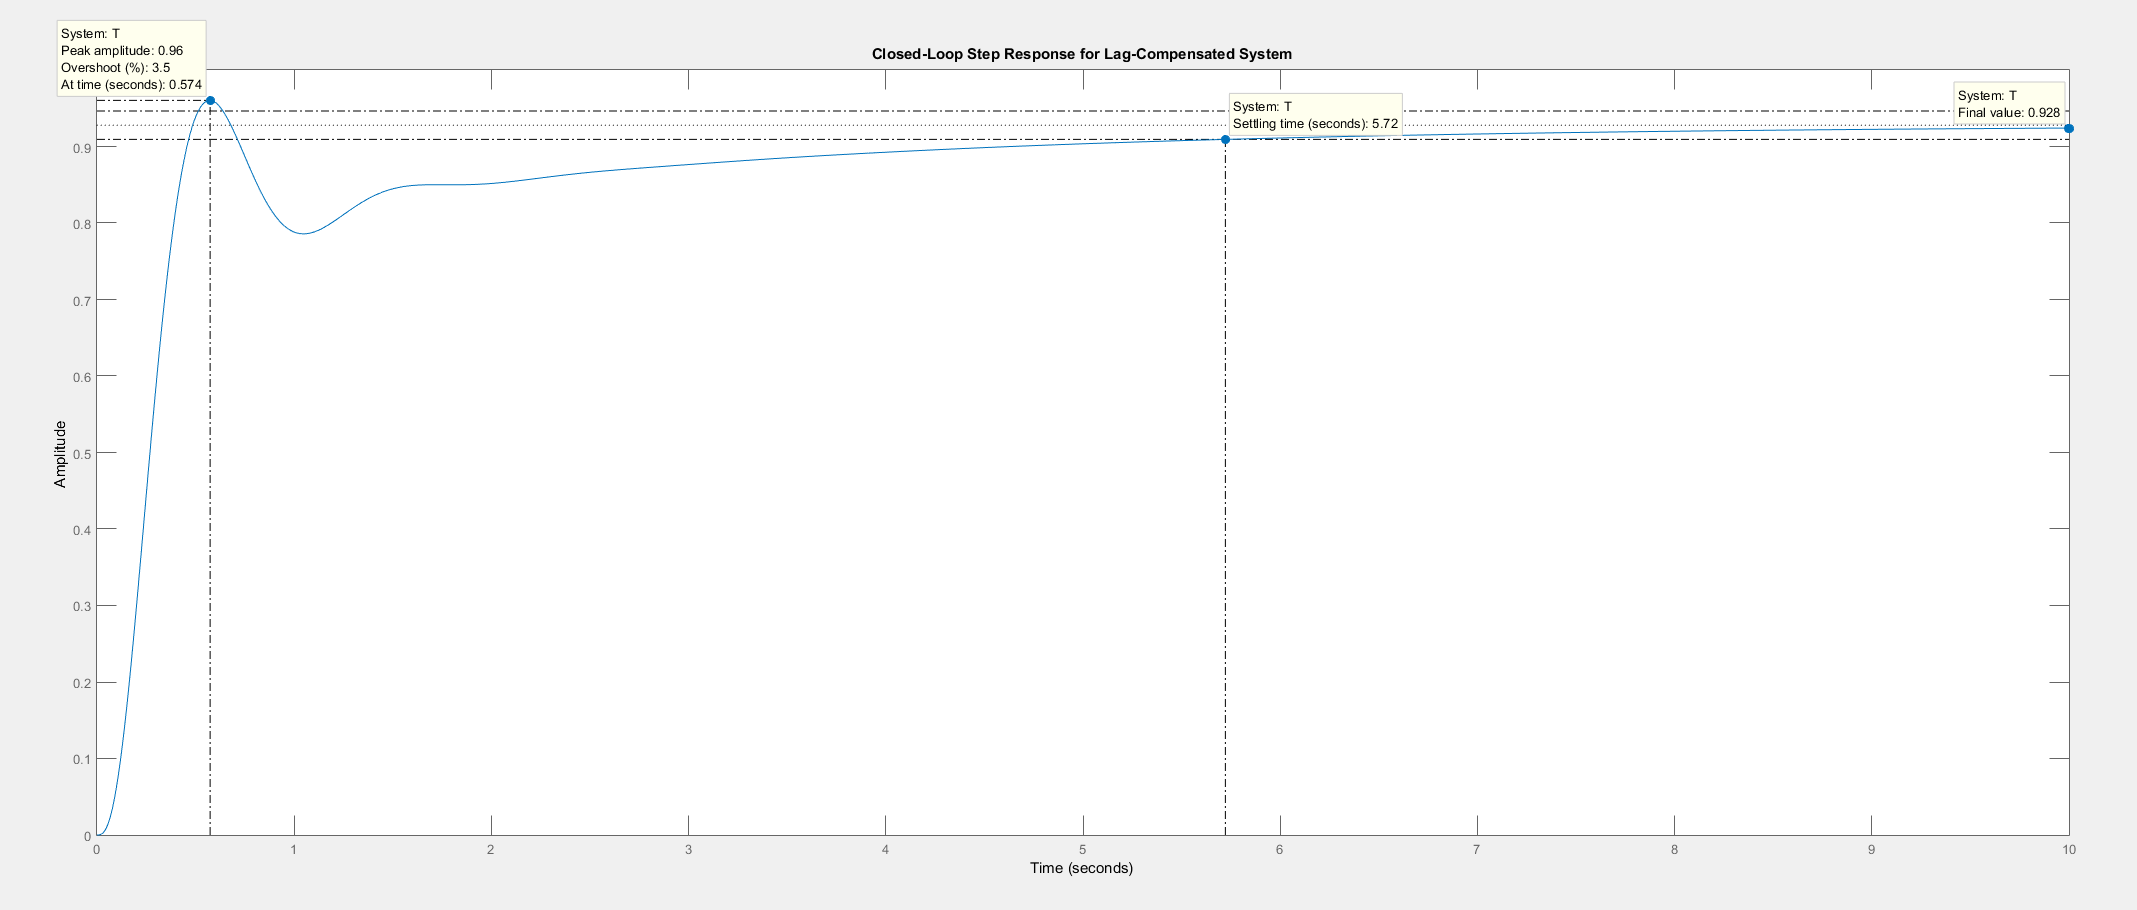 System: T
Peak amplitude: 0.96
Overshoot (%): 3.5
At time (seconds): 0.574
Closed-Loop Step Response for Lag-Compensated System
System: T
Settling time (seconds): 5.72
System: T
Final value: 0.928
0.9
0.8
0.7
0.6
0.5
0.4
0.3
0.2
0.1
0
Amplitude
0 1 2 3 4 5 6 7 8 9 10
Time (seconds)